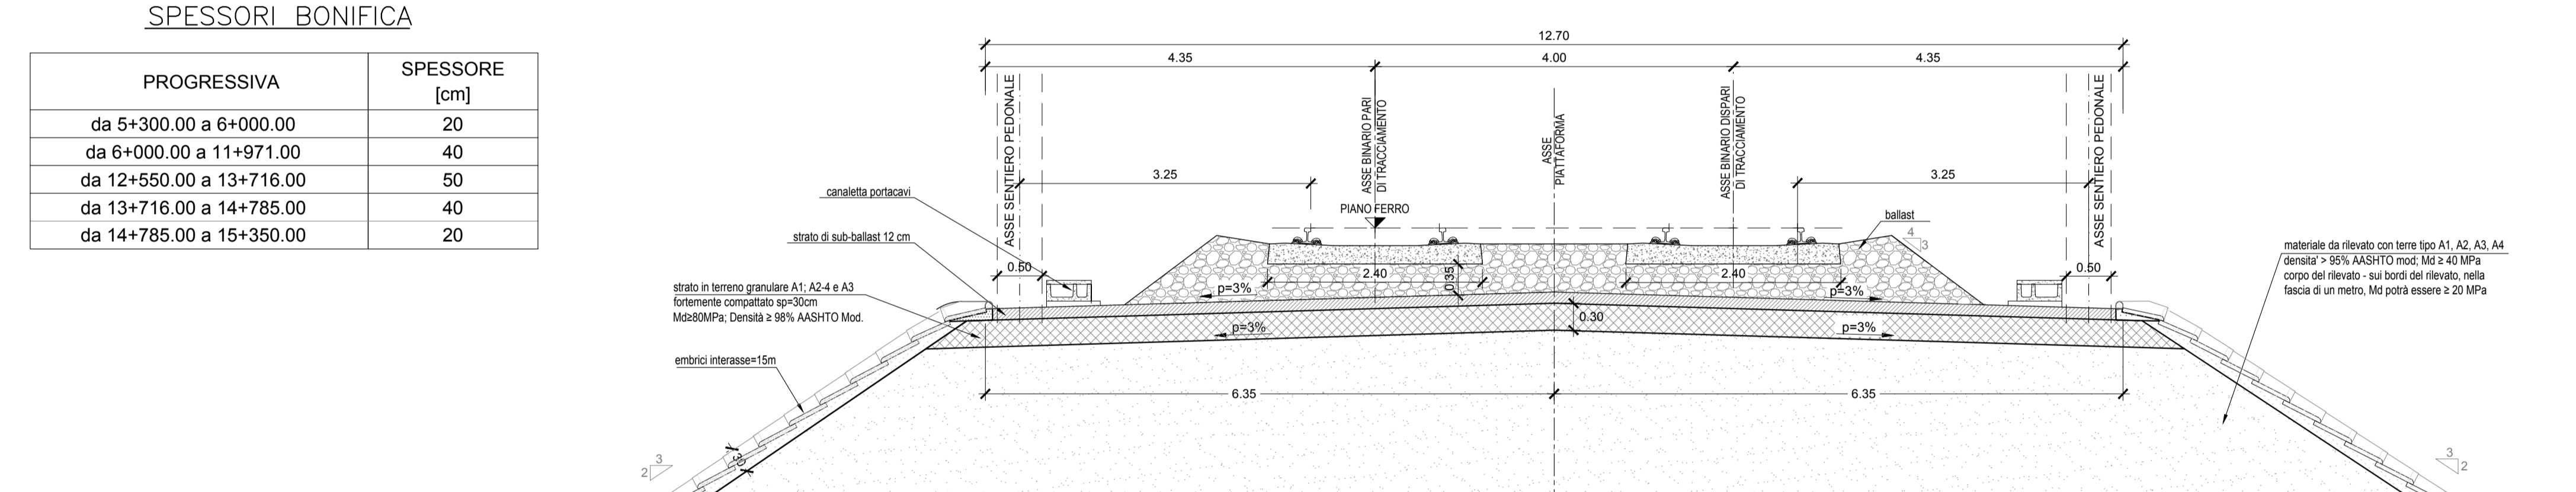 SPESSORI BONIFICA
PROGRESSIVA
SPESSORE
[cm]
da 5+300.00 a 6+000.00 20
da 6+000.00 a 11+971.00 40
da 12+550.00 a 13+716.00 50
da 13+716.00 a 14+785.00 40
da 14+785.00 a 15+350.00 20
12.70
4.35
4.00
4.35
ASSE SENTIERO PEDONALE
ASSE BINARIO PARI
DI TRACCIAMENTO
ASSE
PIATTAFORMA
ASSE BINARIO DISPARI
DI TRACCIAMENTO
ASSE SENTIERO PEDONALE
3.25
3.25
canaletta portacavi
PIANO FERRO
ballast
strato di sub-ballast 12 cm
4
3
0.50
2.40
0.35
2.40
0.50
strato in terreno granulare A1; A2-4 e A3
fortemente compattato sp=30cm
Md≥80MPa; Densità ≥ 98% AASHTO Mod.
p=3%
p=3%
0.30
p=3%
p=3%
materiale da rilevato con terre tipo A1, A2, A3, A4
densita' > 95% AASHTO mod; Md ≥ 40 MPa
corpo del rilevato - sui bordi del rilevato, nella
fascia di un metro, Md potrà essere ≥ 20 MPa
embrici interasse=15m
6.35
6.35
3
2
.30
3
2